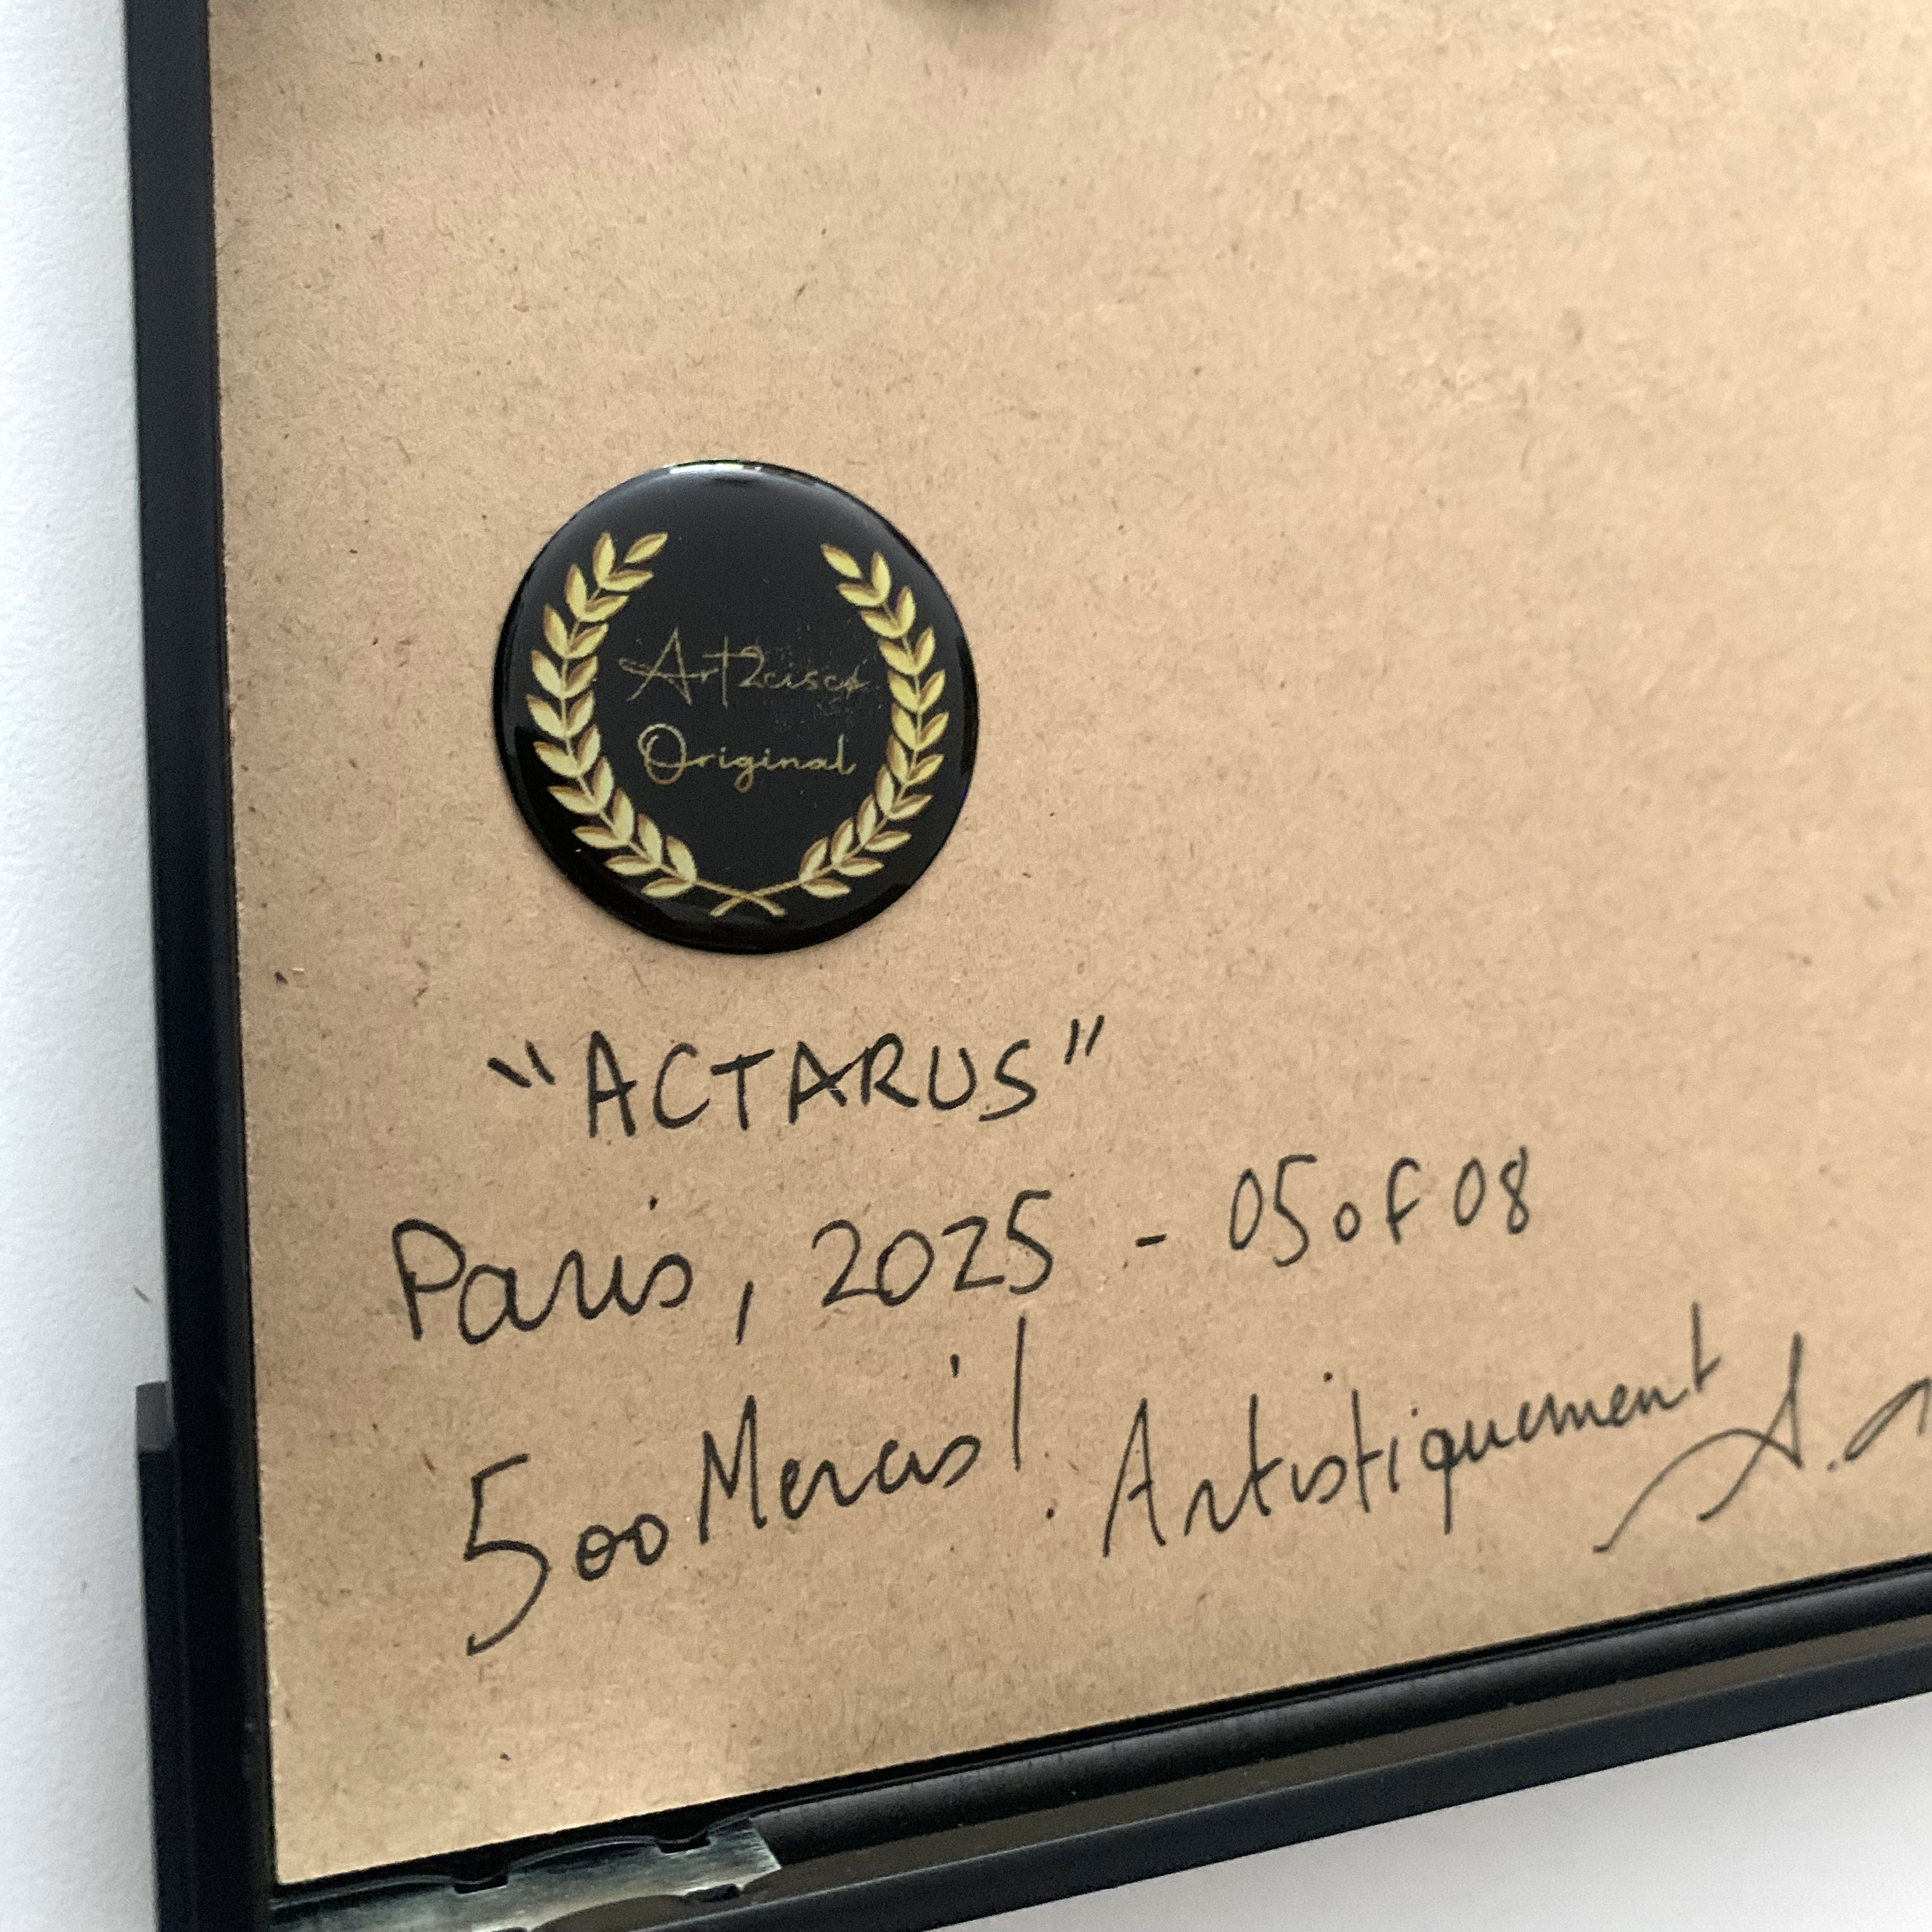 Art2cisco
Original
"ACTARUS"
Paris, 2025 - 05 of 08
500 Mercis! Artistiquement